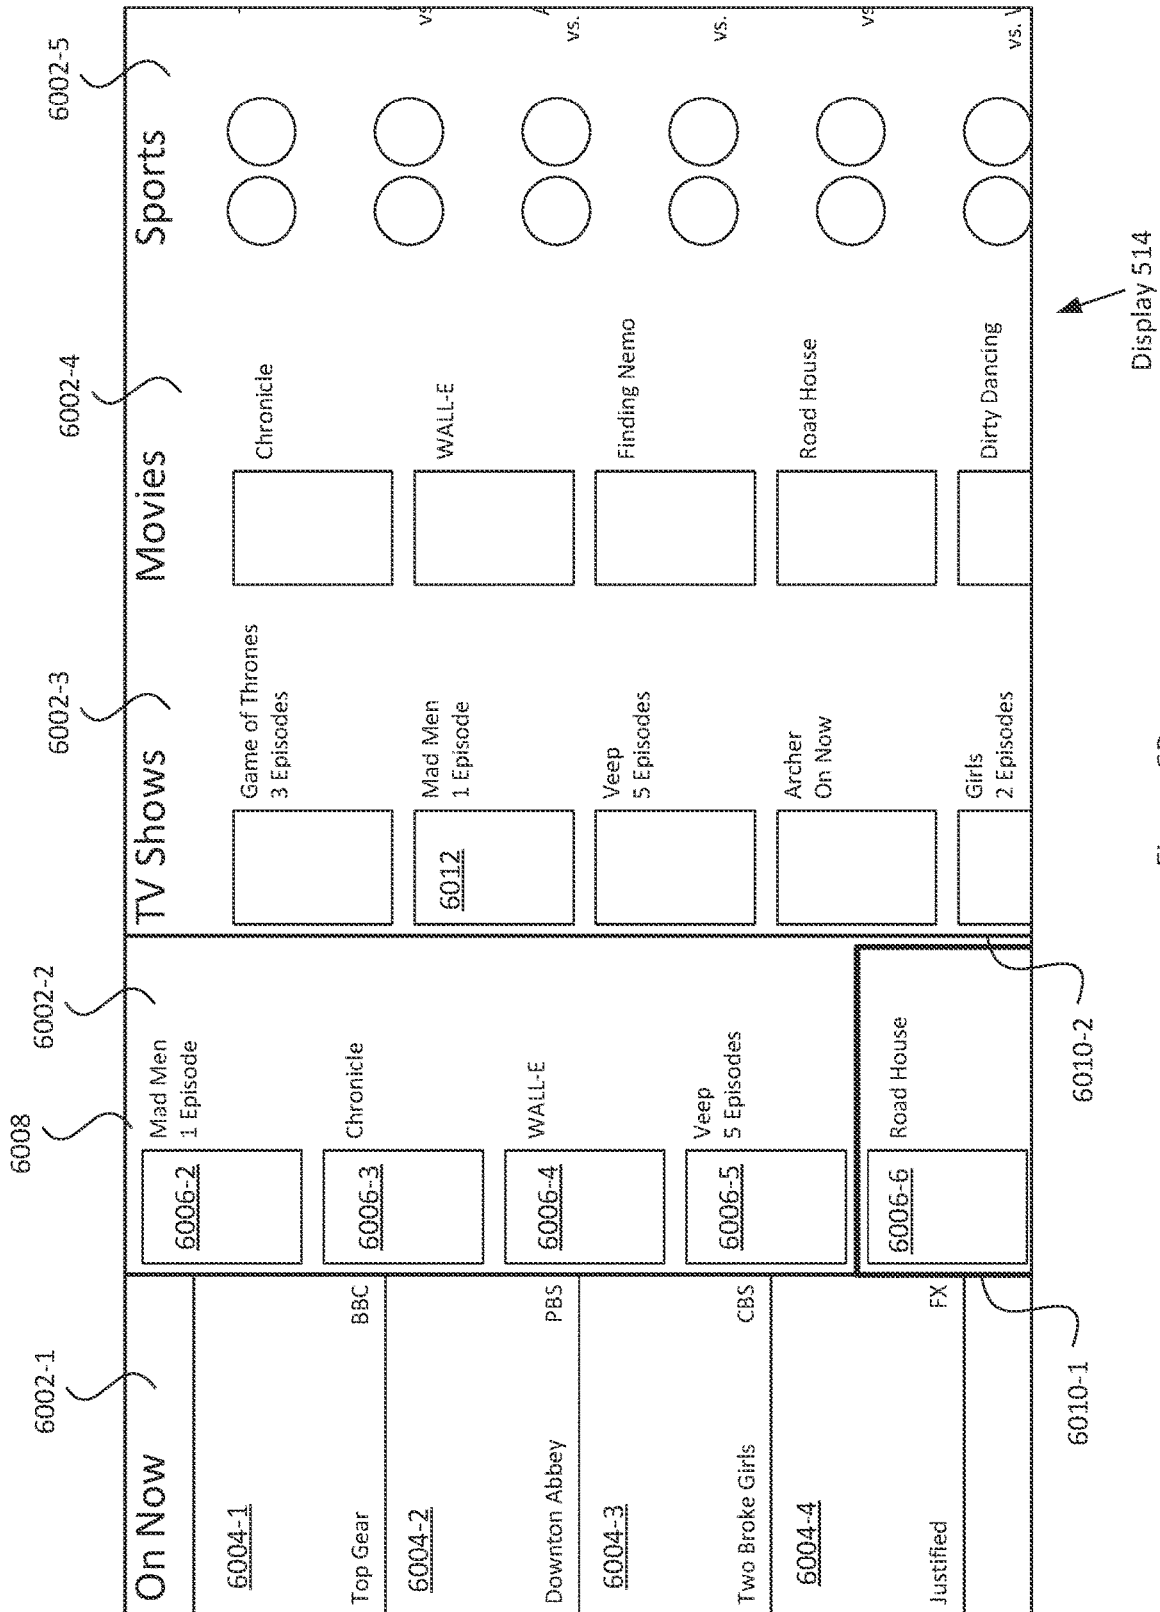 6002-1
6008
6002-2
6002-3
6002-4
6002-5
On Now
6004-1
Top Gear
BBC
6004-2
Downton Abbey
PBS
6004-3
Two Broke Girls
CBS
6004-4
Justified
FX
6006-2
Mad Men
1 Episode
6006-3
Chronicle
6006-4
WALL-E
6006-5
Veep
5 Episodes
6006-6
Road House
TV Shows
Game of Thrones
3 Episodes
6012
Mad Men
1 Episode
Veep
5 Episodes
Archer
On Now
Girls
2 Episodes
Movies
Chronicle
WALL-E
Finding Nemo
Road House
Dirty Dancing
Sports
vs
vs.
vs.
vs
vs.
6010-1
6010-2
Display 514